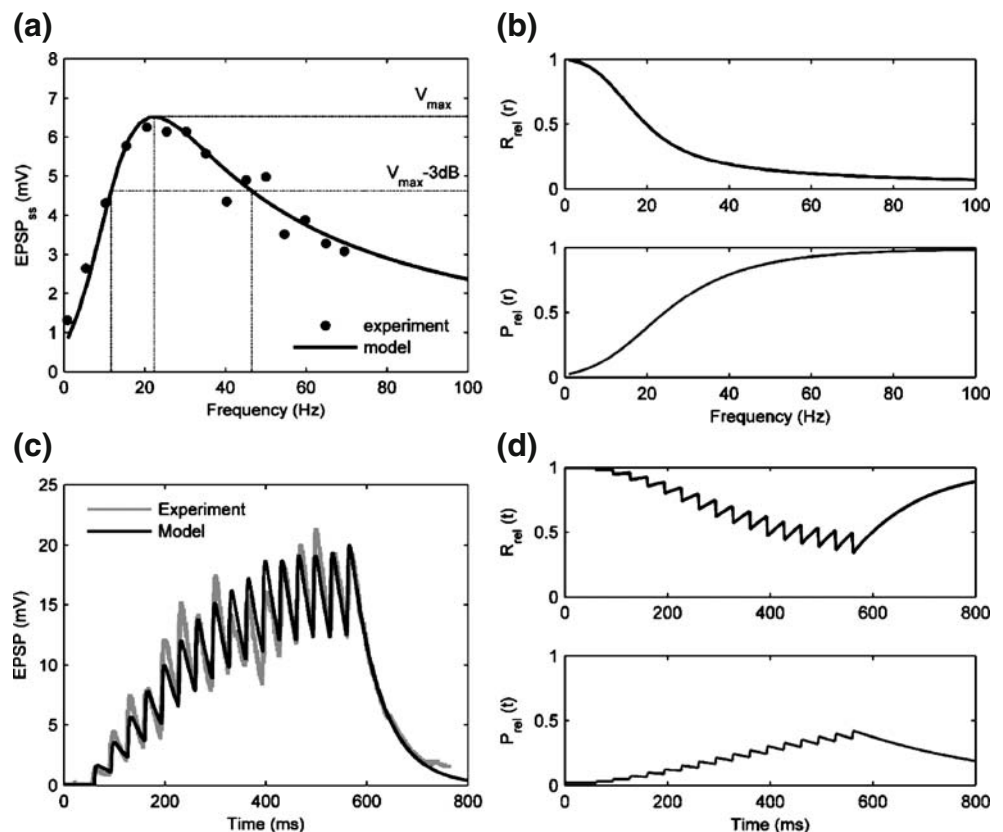 (a)
8
7
6
5
4
3
2
1
0
EPSP_ss (mV)
V_max
V_max-3dB
experiment
model
0 20 40 60 80 100
Frequency (Hz)
(b)
1
0.5
0
R_rel (r)
0 20 40 60 80 100
1
0.5
0
P_rel (r)
0 20 40 60 80 100
Frequency (Hz)
(c)
25
20
15
10
5
0
EPSP (mV)
Experiment
Model
0 200 400 600 800
Time (ms)
(d)
1
0.5
0
R_rel (t)
0 200 400 600 800
1
0.5
0
P_rel (t)
0 200 400 600 800
Time (ms)